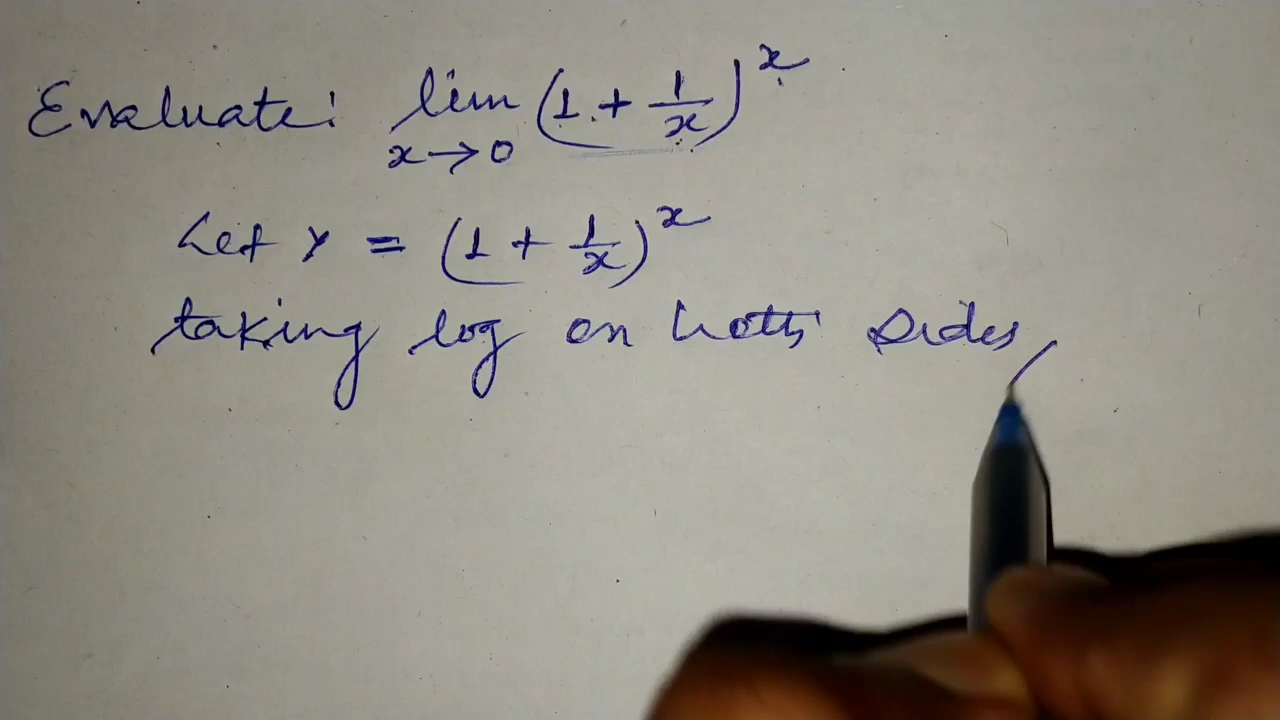 Evaluate: lim x→0 (1 + 1/x)^x
Let y = (1 + 1/x)^x
taking log on both sides,